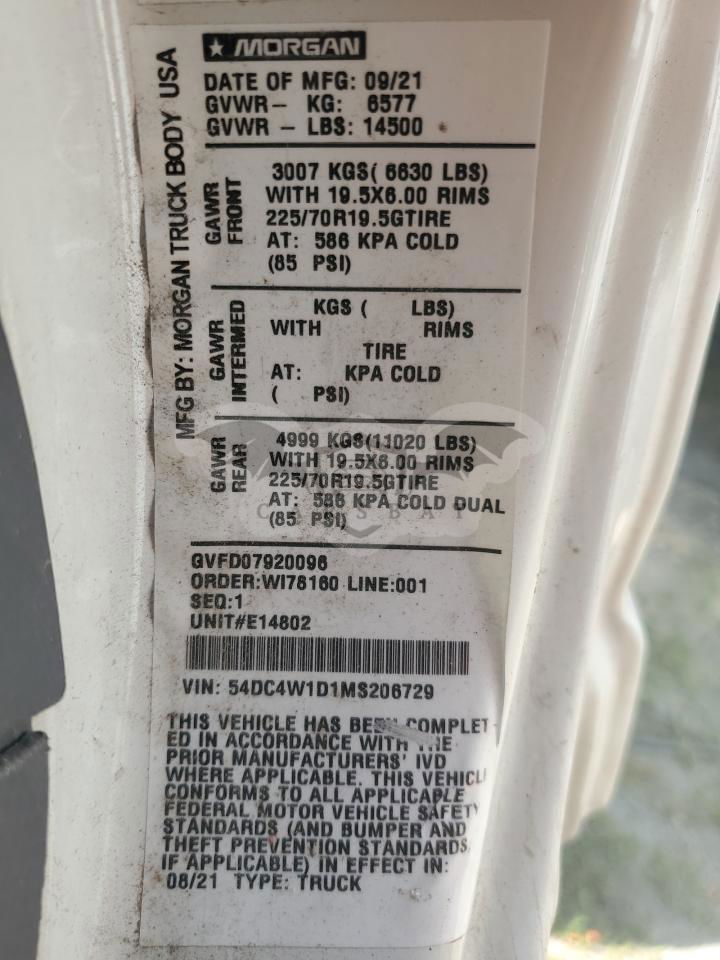 MORGAN
MFG BY: MORGAN TRUCK BODY USA
DATE OF MFG: 09/21
GVWR- KG: 6577
GVWR - LBS: 14500
GAWR FRONT
3007 KGS( 6630 LBS)
WITH 19.5X6.00 RIMS
225/70R19.5GTIRE
AT: 586 KPA COLD
(85 PSI)
GAWR INTERMED
KGS ( LBS)
WITH RIMS
TIRE
AT: KPA COLD
( PSI)
GAWR REAR
4999 KGS(11020 LBS)
WITH 19.5X6.00 RIMS
225/70R19.5GTIRE
AT: 586 KPA COLD DUAL
(85 PSI)
CARSBAT
GVFD07920096
ORDER:WI78160 LINE:001
SEQ:1
UNIT#E14802
VIN: 54DC4W1D1MS206729
THIS VEHICLE HAS BEEN COMPLET
ED IN ACCORDANCE WITH THE
PRIOR MANUFACTURERS' IVD
WHERE APPLICABLE. THIS VEHICL
CONFORMS TO ALL APPLICABLE
FEDERAL MOTOR VEHICLE SAFETY
STANDARDS (AND BUMPER AND
THEFT PREVENTION STANDARDS,
IF APPLICABLE) IN EFFECT IN:
08/21 TYPE: TRUCK